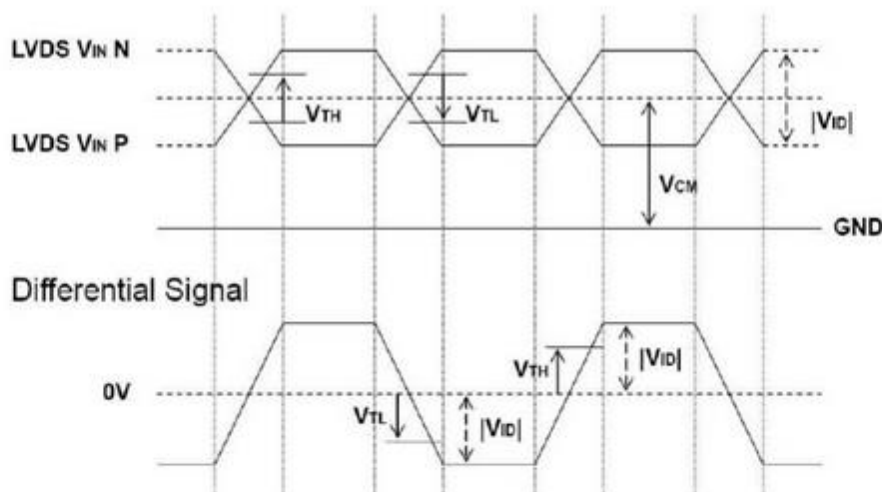 LVDS VIN N
VTH
VTL
|VID|
LVDS VIN P
VCM
GND
Differential Signal
VTH
|VID|
0V
VTL
|VID|